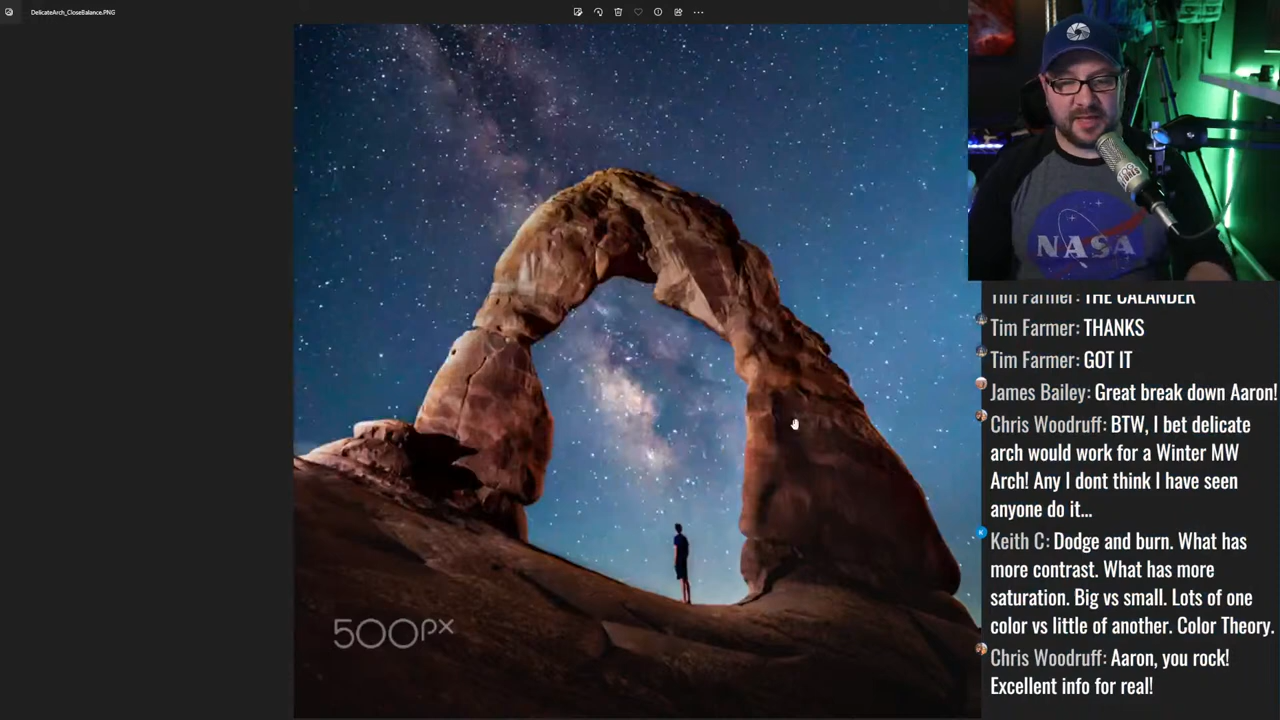 DelicateArch_CloseBalance.PNG
NASA
Tim Farmer: THE CALANDER
Tim Farmer: THANKS
Tim Farmer: GOT IT
James Bailey: Great break down Aaron!
Chris Woodruff: BTW, I bet delicate
arch would work for a Winter MW
Arch! Any I dont think I have seen
anyone do it...
Keith C: Dodge and burn. What has
more contrast. What has more
saturation. Big vs small. Lots of one
color vs little of another. Color Theory.
Chris Woodruff: Aaron, you rock!
Excellent info for real!
500px